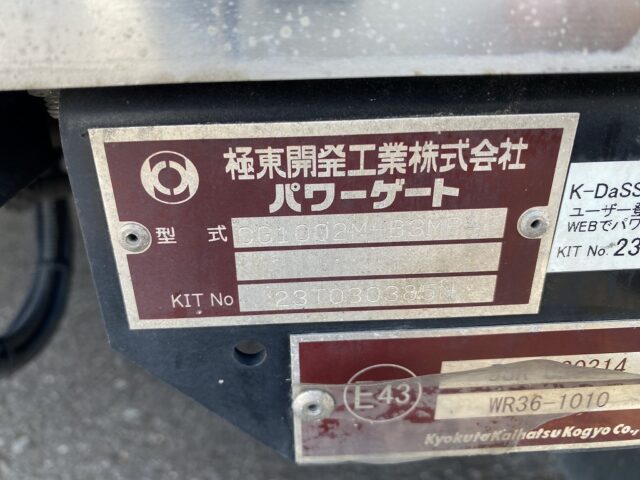 極東開発工業株式会社
パワーゲート
型式
KIT No 23T030385N
K-DaSS
ユーザー登
WEBでパワ
KIT No. 23
E43
WR36-1010
Kyokuto Kaihatsu Kogyo Co.,